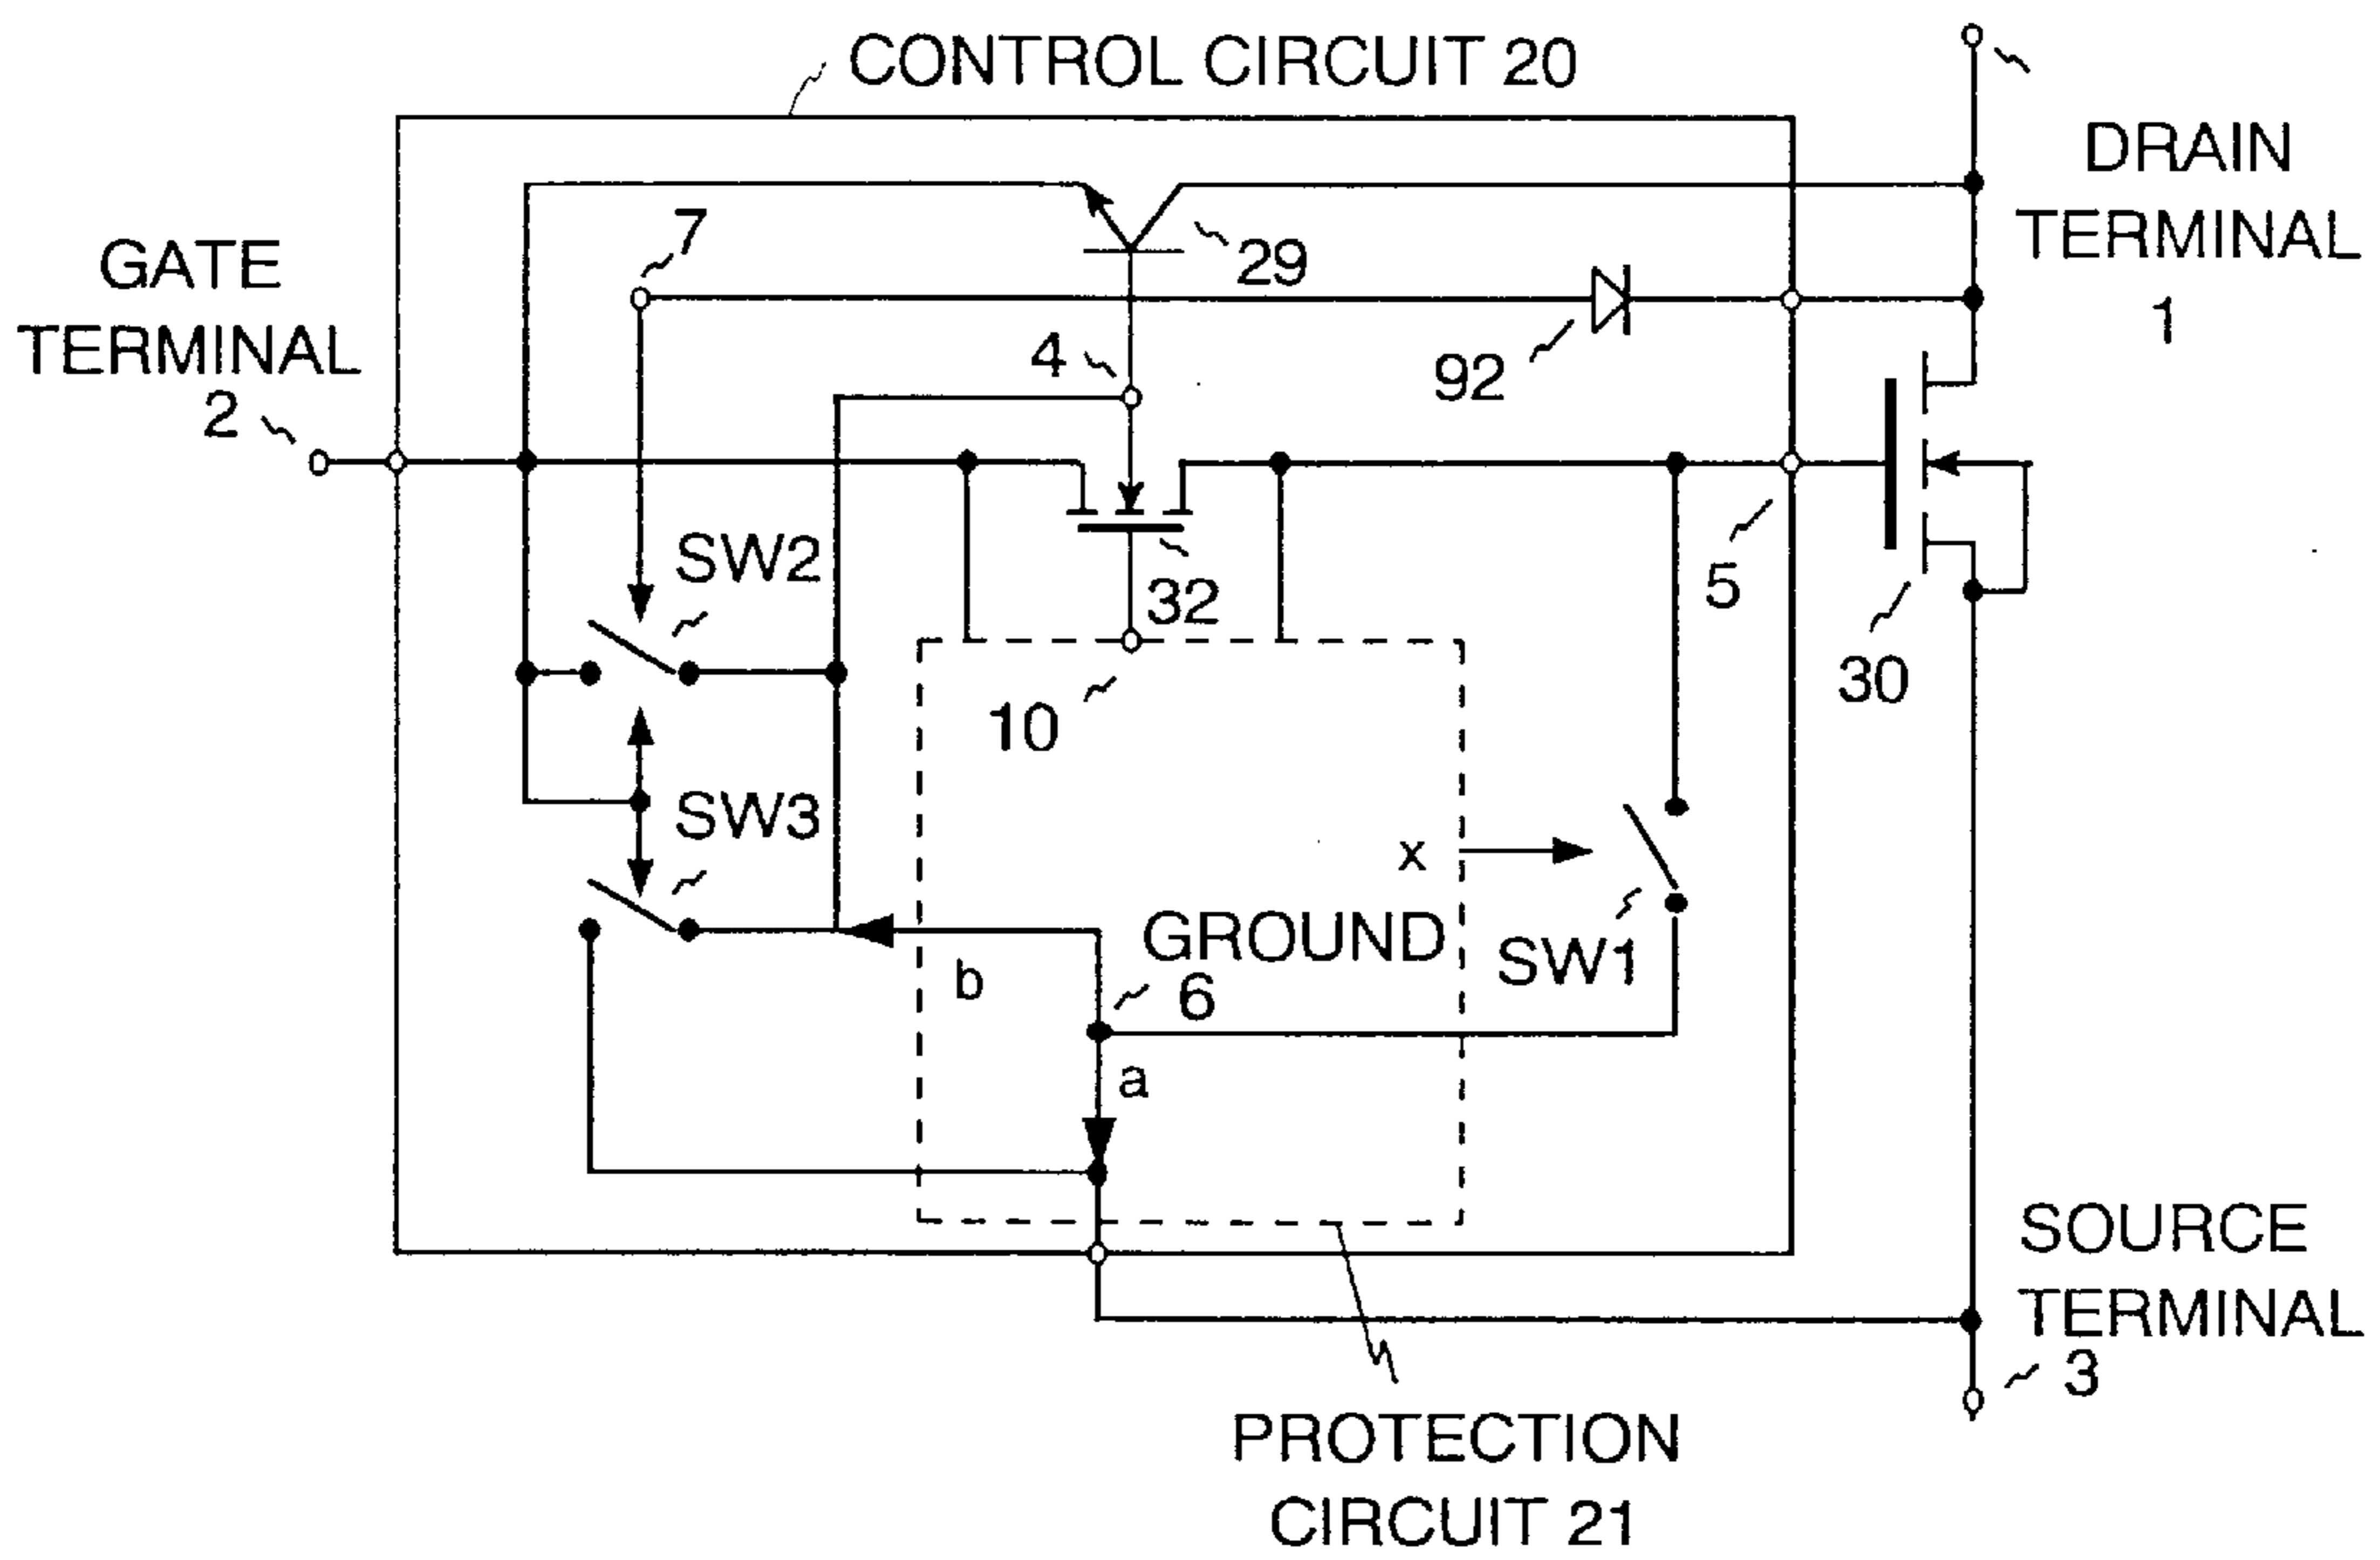 CONTROL CIRCUIT 20
DRAIN
TERMINAL
1
GATE
TERMINAL
2
7
29
4
92
SW2
32
5
30
10
SW3
x
GROUND
6
SW1
b
a
SOURCE
TERMINAL
3
PROTECTION
CIRCUIT 21